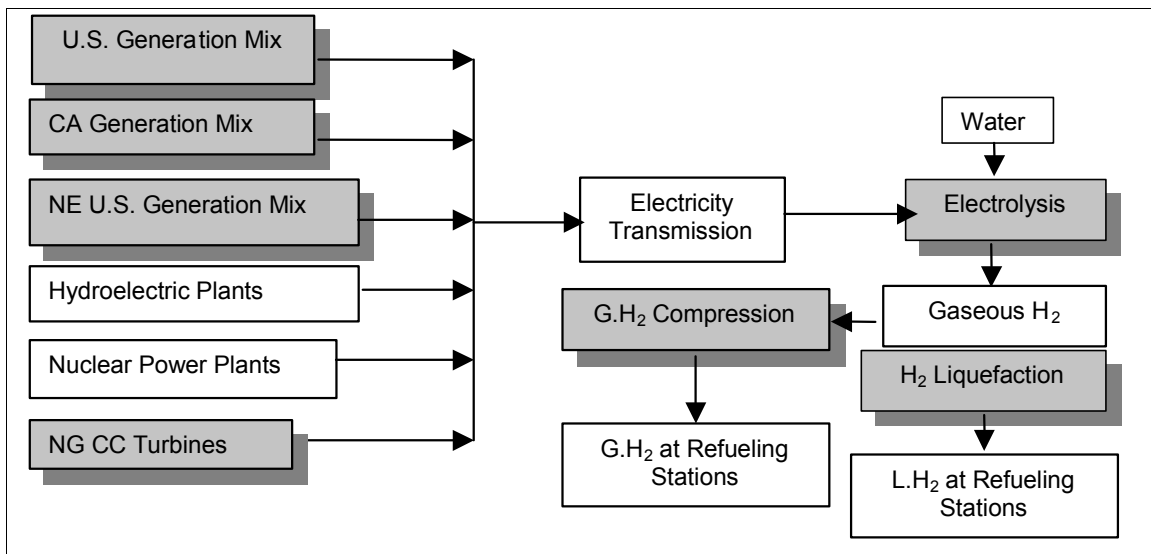 U.S. Generation Mix
CA Generation Mix
NE U.S. Generation Mix
Hydroelectric Plants
Nuclear Power Plants
NG CC Turbines
Electricity
Transmission
Water
Electrolysis
Gaseous H₂
G.H₂ Compression
H₂ Liquefaction
G.H₂ at Refueling
Stations
L.H₂ at Refueling
Stations